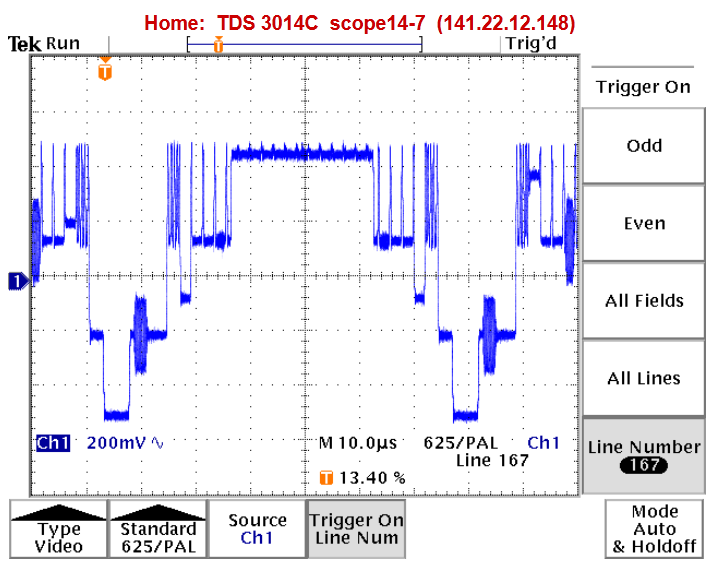 Home: TDS 3014C scope14-7 (141.22.12.148)
Tek Run Trig'd
T
T
Trigger On
Odd
Even
1
All Fields
All Lines
Ch1 200mV M 10.0µs 625/PAL Ch1
Line 167
T 13.40 %
Line Number
167
Type
Video
Standard
625/PAL
Source
Ch1
Trigger On
Line Num
Mode
Auto
& Holdoff